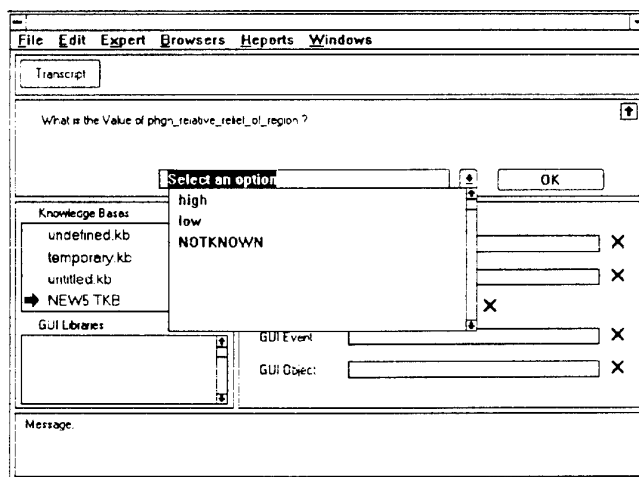 File Edit Expert Browsers Reports Windows
Transcript
What is the Value of phgn_relative_relief_of_region ?
Select an option
OK
high
low
NOTKNOWN
Knowledge Bases
undefined.kb
temporary.kb
untitled.kb
NEW5.TKB
GUI Libraries
GUI Event
GUI Object
Message.